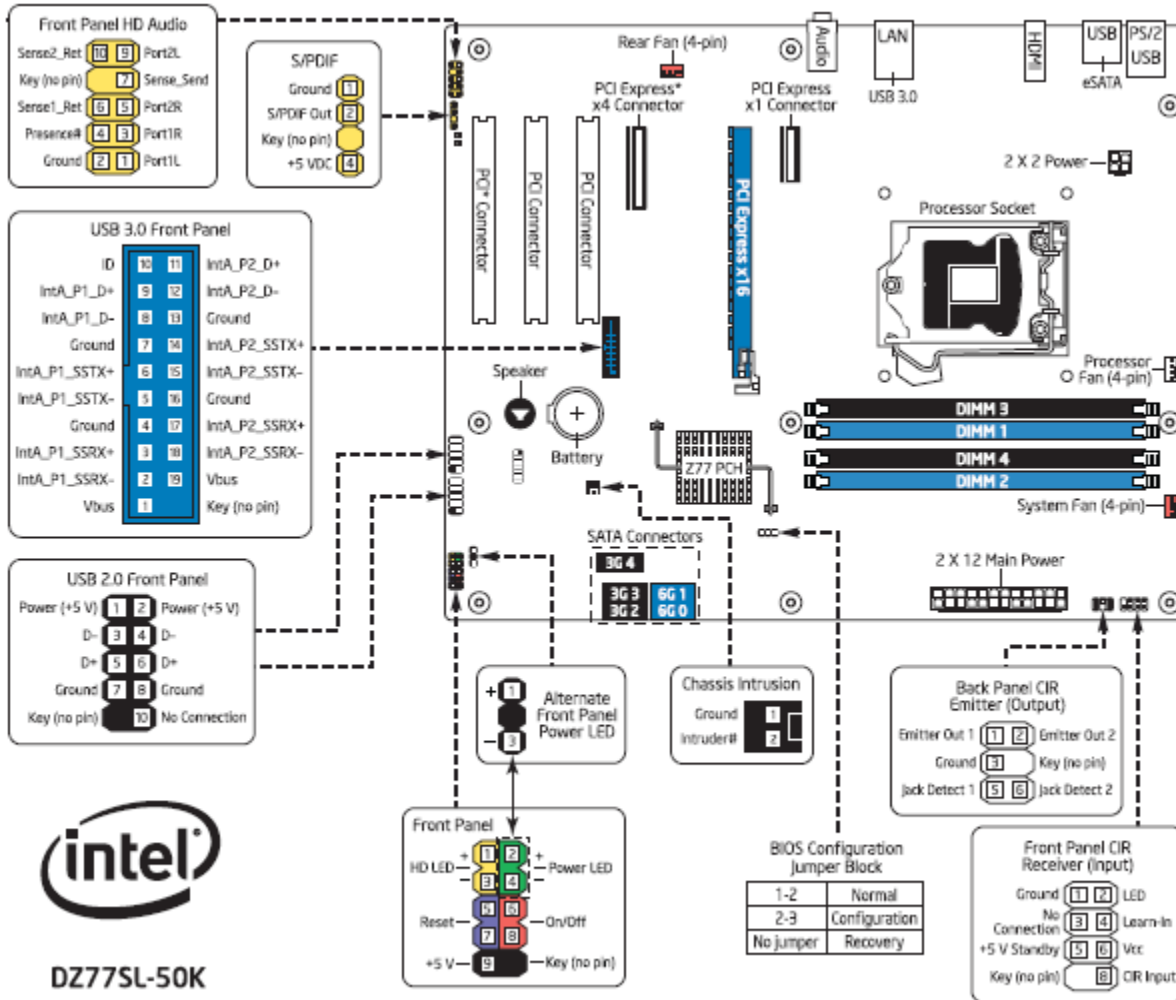 Front Panel HD Audio
Sense2_Ret 10 9 Port2L
Key (no pin) 7 Sense_Send
Sense1_Ret 6 5 Port2R
Presence# 4 3 Port1R
Ground 2 1 Port1L
S/PDIF
Ground 1
S/PDIF Out 2
Key (no pin)
+5 VDC 4
USB 3.0 Front Panel
ID 10 11 IntA_P2_D+
IntA_P1_D+ 9 12 IntA_P2_D-
IntA_P1_D- 8 13 Ground
Ground 7 14 IntA_P2_SSTX+
IntA_P1_SSTX+ 6 15 IntA_P2_SSTX-
IntA_P1_SSTX- 5 16 Ground
Ground 4 17 IntA_P2_SSRX+
IntA_P1_SSRX+ 3 18 IntA_P2_SSRX-
IntA_P1_SSRX- 2 19 Vbus
Vbus 1 Key (no pin)
USB 2.0 Front Panel
Power (+5 V) 1 2 Power (+5 V)
D- 3 4 D-
D+ 5 6 D+
Ground 7 8 Ground
Key (no pin) 10 No Connection
intel
DZ77SL-50K
Rear Fan (4-pin)
Audio
LAN
USB 3.0
HDMI
USB
eSATA
PS/2
USB
PCI Express*
x4 Connector
PCI Express
x1 Connector
2 X 2 Power
PCI* Connector
PCI Connector
PCI Connector
PCI Express x16
Processor Socket
Processor
Fan (4-pin)
Speaker
Battery
Z77 PCH
DIMM 3
DIMM 1
DIMM 4
DIMM 2
System Fan (4-pin)
SATA Connectors
3G 4
3G 3 6G 1
3G 2 6G 0
2 X 12 Main Power
+ 1
- 3
Alternate
Front Panel
Power LED
Chassis Intrusion
Ground 1
Intruder# 2
Back Panel CIR
Emitter (Output)
Emitter Out 1 1 2 Emitter Out 2
Ground 3 Key (no pin)
Jack Detect 1 5 6 Jack Detect 2
Front Panel
HD LED + 1 2 + Power LED
- 3 4 -
Reset 5 6 On/Off
7 8
+5 V 9 Key (no pin)
BIOS Configuration
Jumper Block
1-2 Normal
2-3 Configuration
No jumper Recovery
Front Panel CIR
Receiver (Input)
Ground 1 2 LED
No Connection 3 4 Learn-In
+5 V Standby 5 6 Vcc
Key (no pin) 8 CIR Input